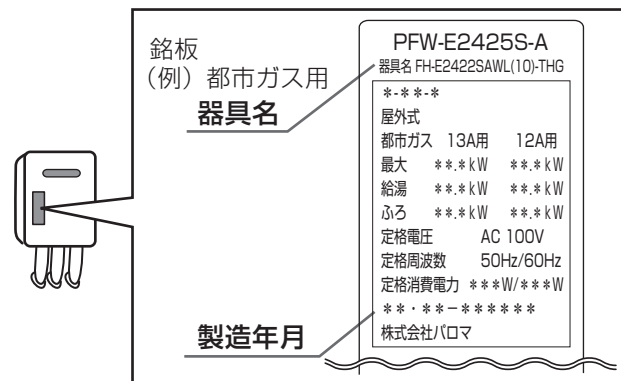 銘板
（例）都市ガス用
器具名
製造年月
PFW-E2425S-A
器具名 FH-E2422SAWL(10)-THG
*-**-*
屋外式
都市ガス 13A用 12A用
最大 **.*kW **.*kW
給湯 **.*kW **.*kW
ふろ **.*kW **.*kW
定格電圧 AC 100V
定格周波数 50Hz/60Hz
定格消費電力 ***W/***W
**・**－******
株式会社パロマ